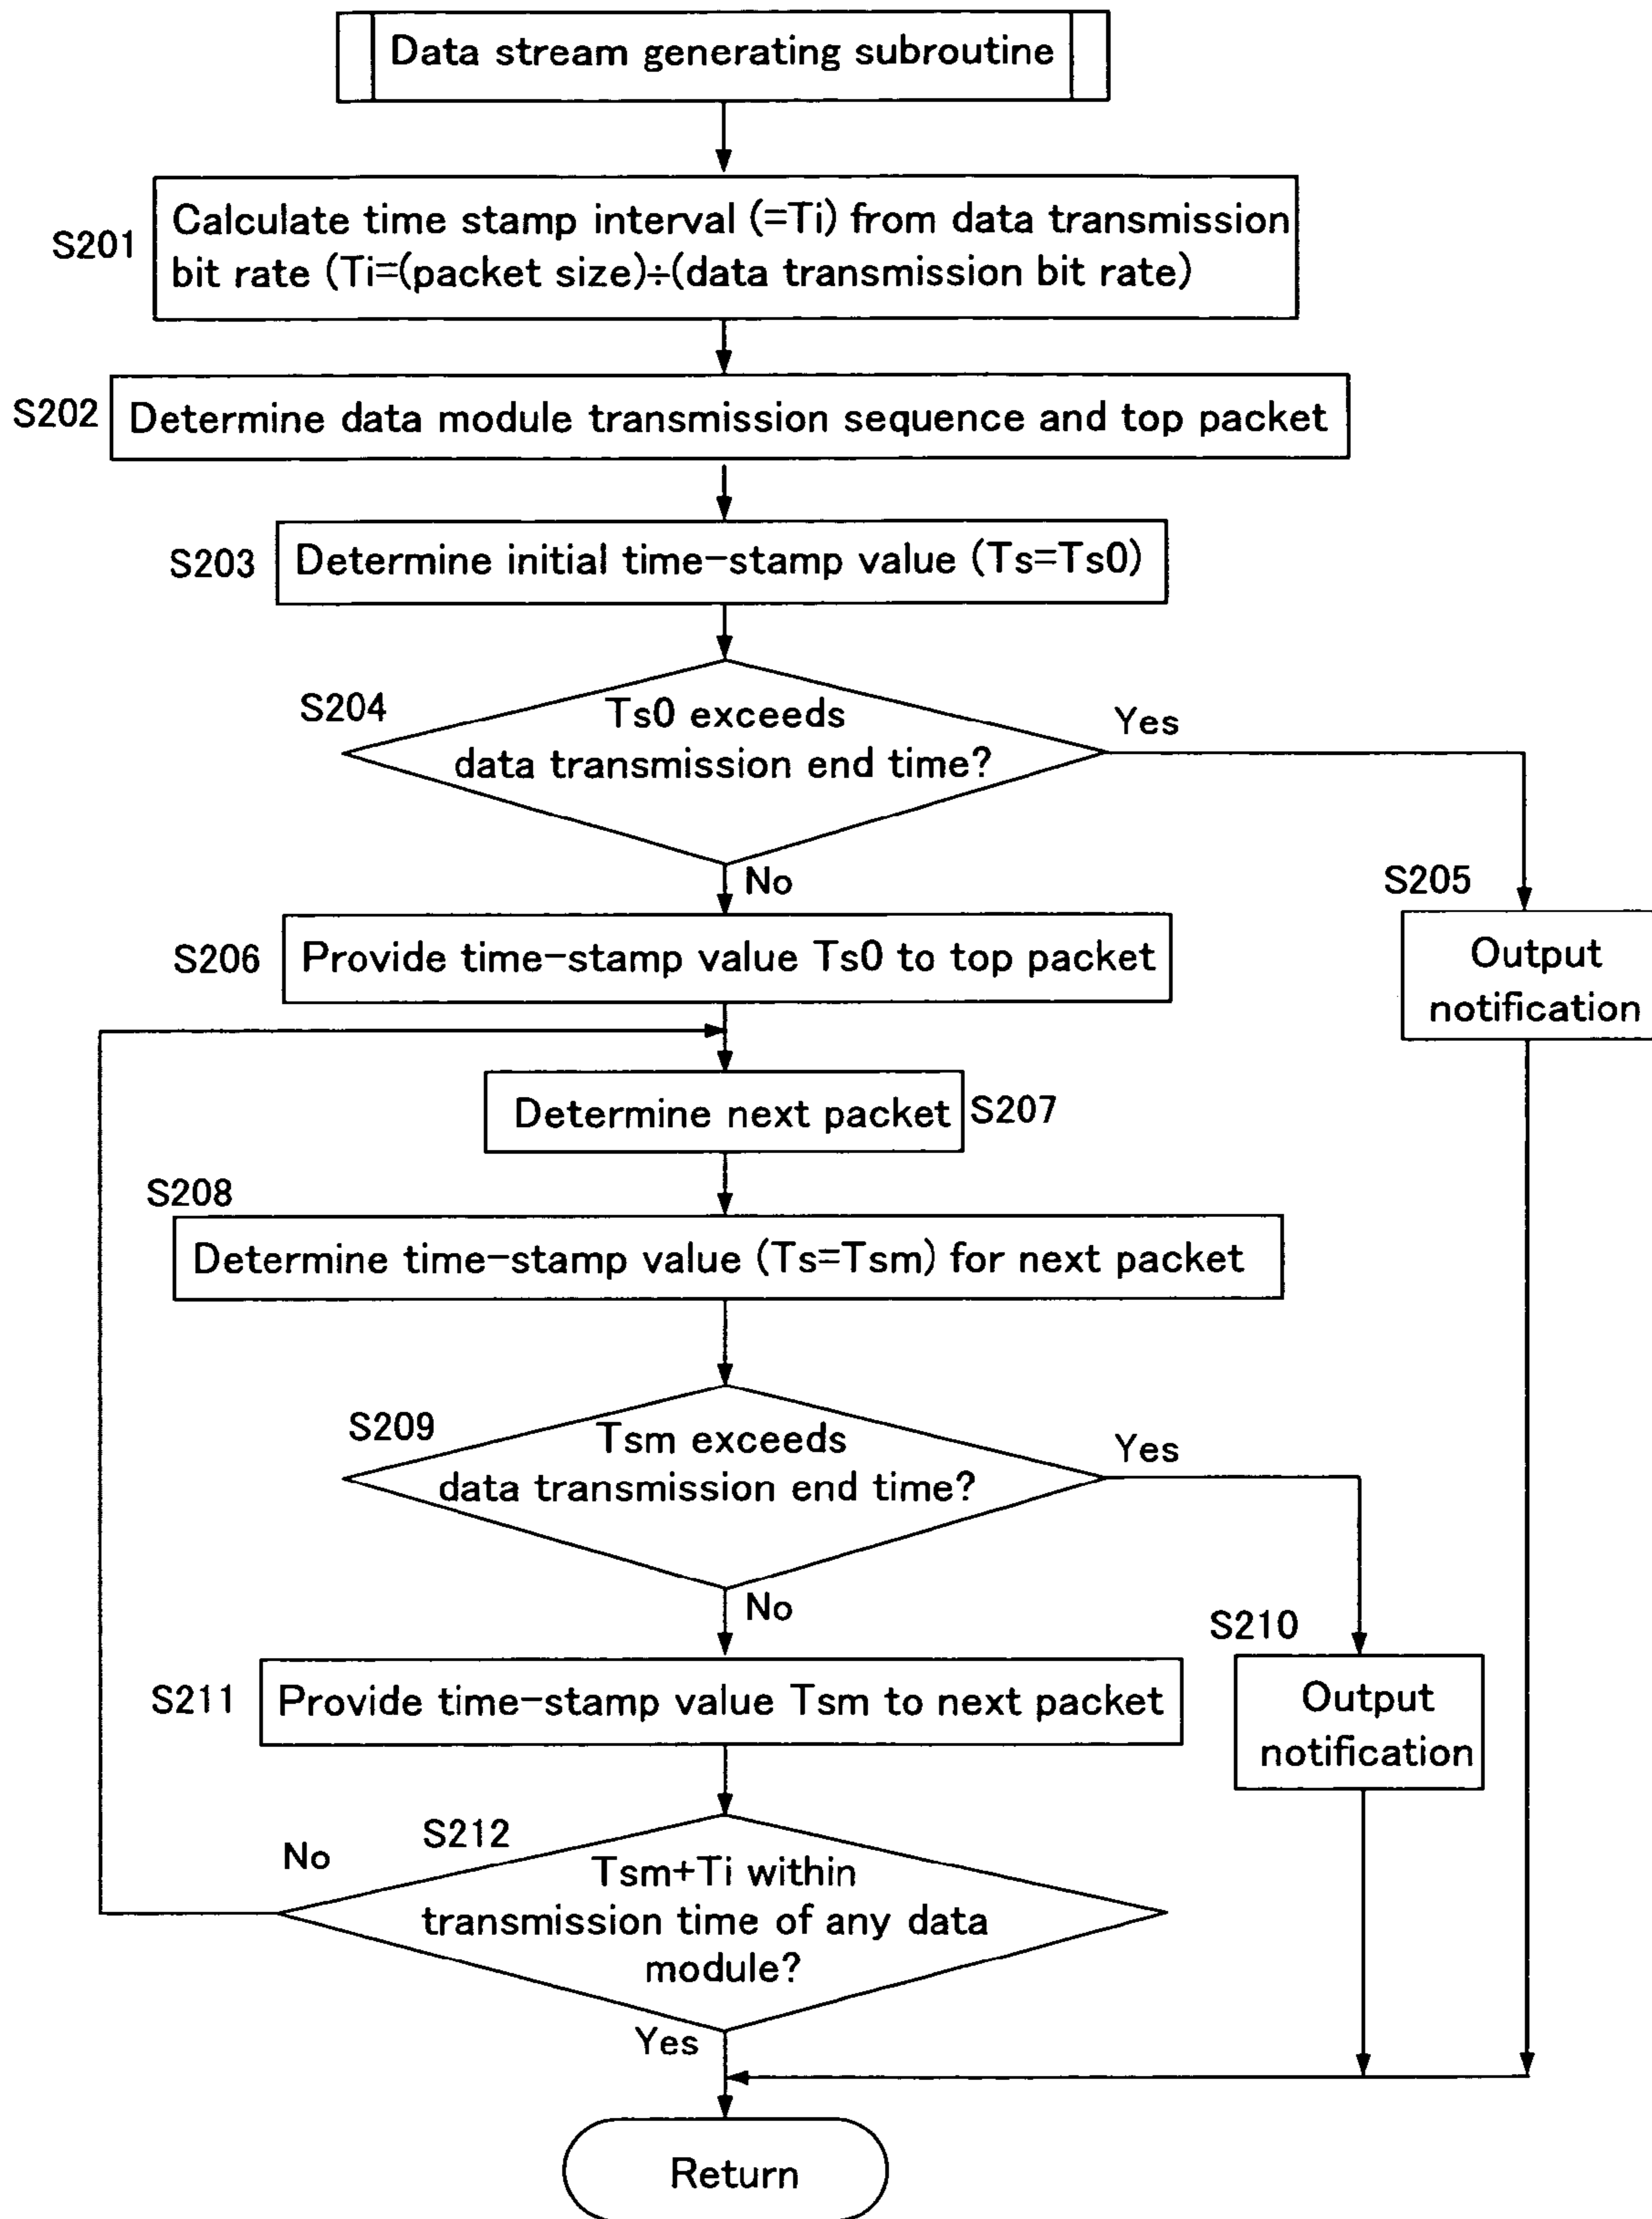 Data stream generating subroutine
S201
Calculate time stamp interval (=Ti) from data transmission
bit rate (Ti=(packet size)÷(data transmission bit rate)
S202
Determine data module transmission sequence and top packet
S203
Determine initial time-stamp value (Ts=Ts0)
S204
Ts0 exceeds
data transmission end time?
Yes
No
S205
Output
notification
S206
Provide time-stamp value Ts0 to top packet
Determine next packet
S207
S208
Determine time-stamp value (Ts=Tsm) for next packet
S209
Tsm exceeds
data transmission end time?
Yes
No
S210
Output
notification
S211
Provide time-stamp value Tsm to next packet
S212
No
Tsm+Ti within
transmission time of any data
module?
Yes
Return